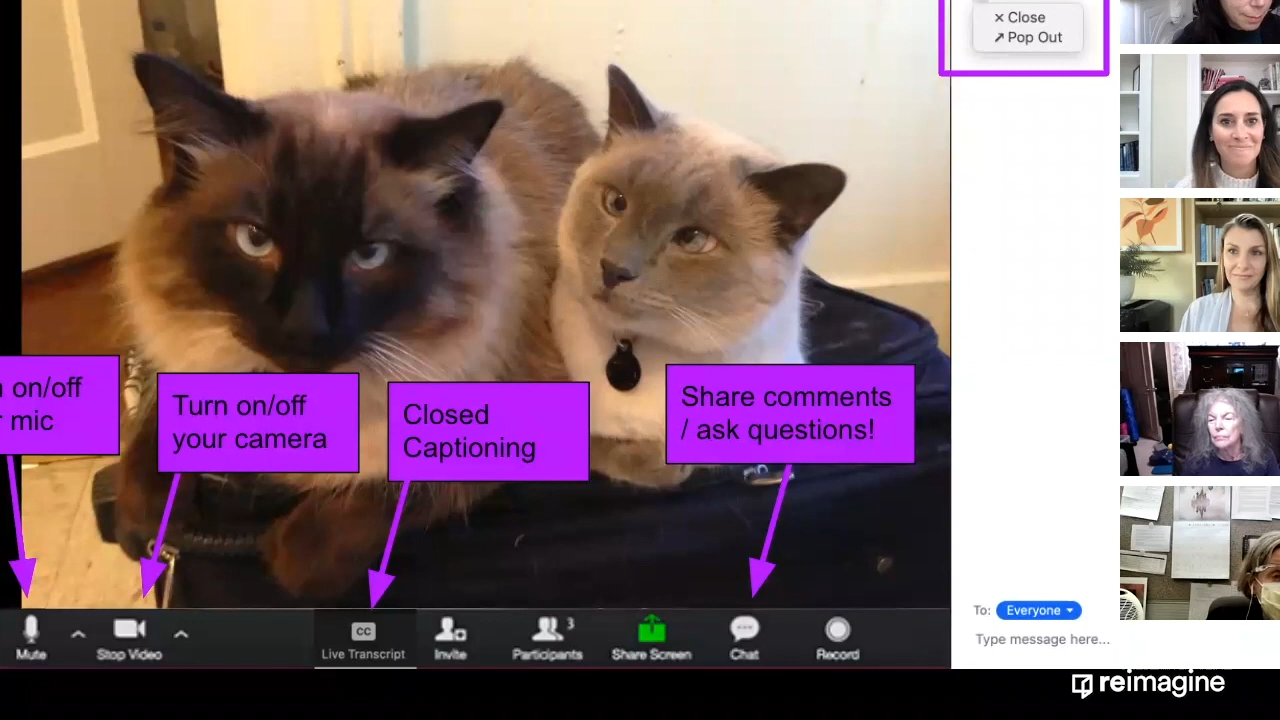 × Close
↗ Pop Out
on/off
mic
Turn on/off
your camera
Closed
Captioning
Share comments
/ ask questions!
3
CC
Mute
Stop Video
Live Transcript
Invite
Participants
Share Screen
Chat
Record
To: Everyone
Type message here...
reimagine